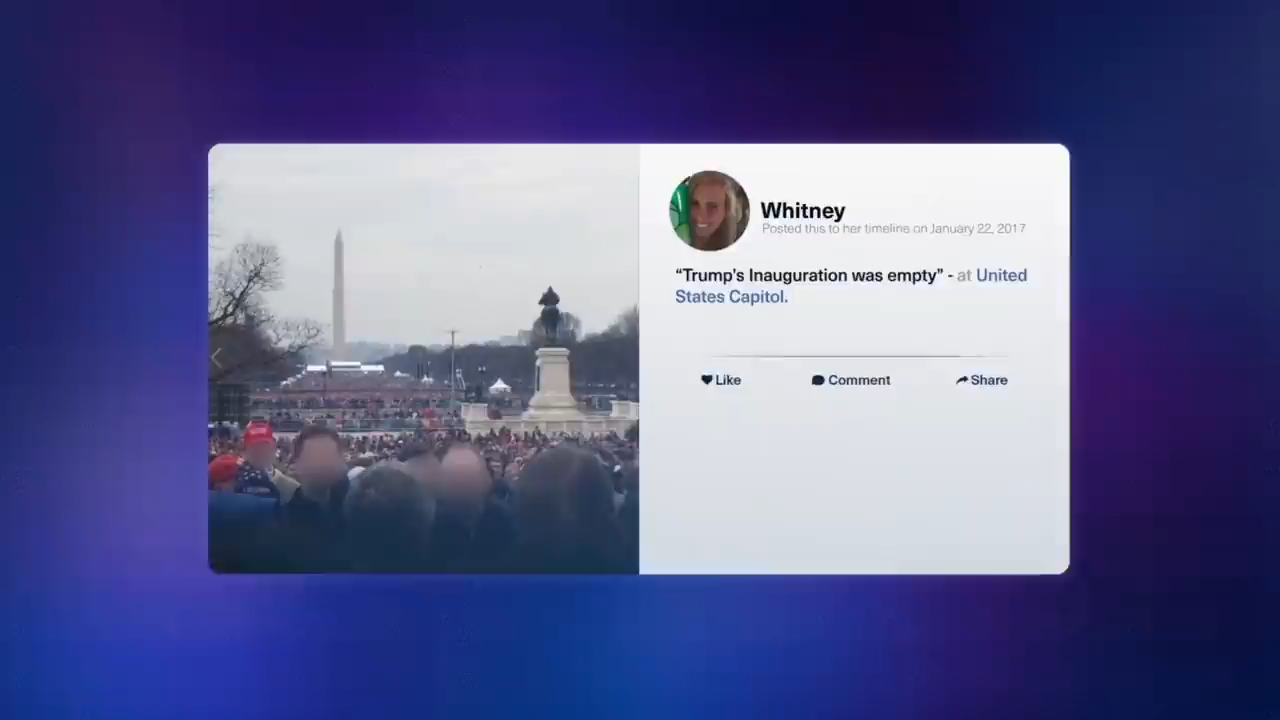 Whitney
Posted this to her timeline on January 22, 2017
“Trump's Inauguration was empty” - at United
States Capitol.
Like
Comment
Share